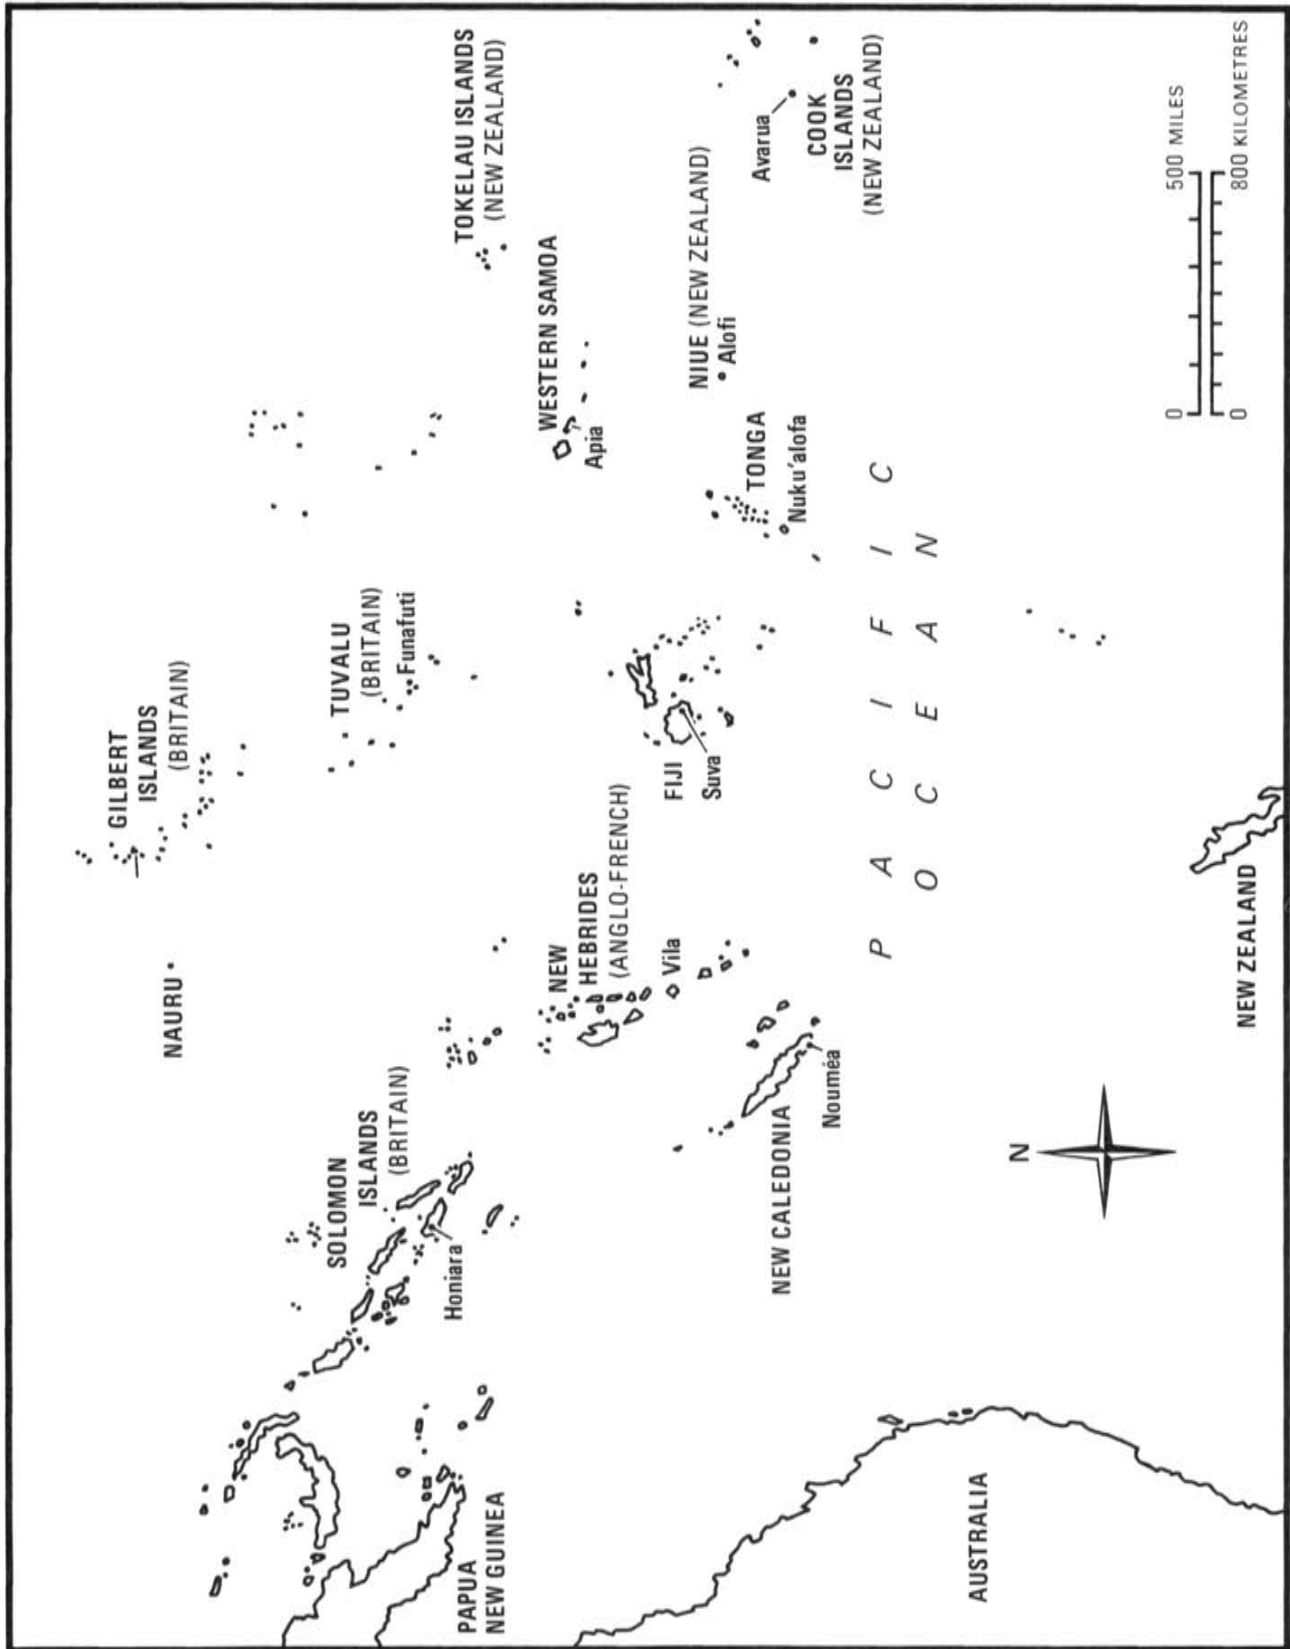 GILBERT
ISLANDS
(BRITAIN)
NAURU
TUVALU
(BRITAIN)
Funafuti
TOKELAU ISLANDS
(NEW ZEALAND)
SOLOMON
ISLANDS
(BRITAIN)
Honiara
PAPUA
NEW GUINEA
WESTERN SAMOA
Apia
NEW
HEBRIDES
(ANGLO-FRENCH)
Vila
FIJI
Suva
NIUE (NEW ZEALAND)
Alofi
TONGA
Nuku'alofa
Avarua
COOK
ISLANDS
(NEW ZEALAND)
NEW CALEDONIA
Nouméa
PACIFIC
OCEAN
AUSTRALIA
N
NEW ZEALAND
0 500 MILES
0 800 KILOMETRES